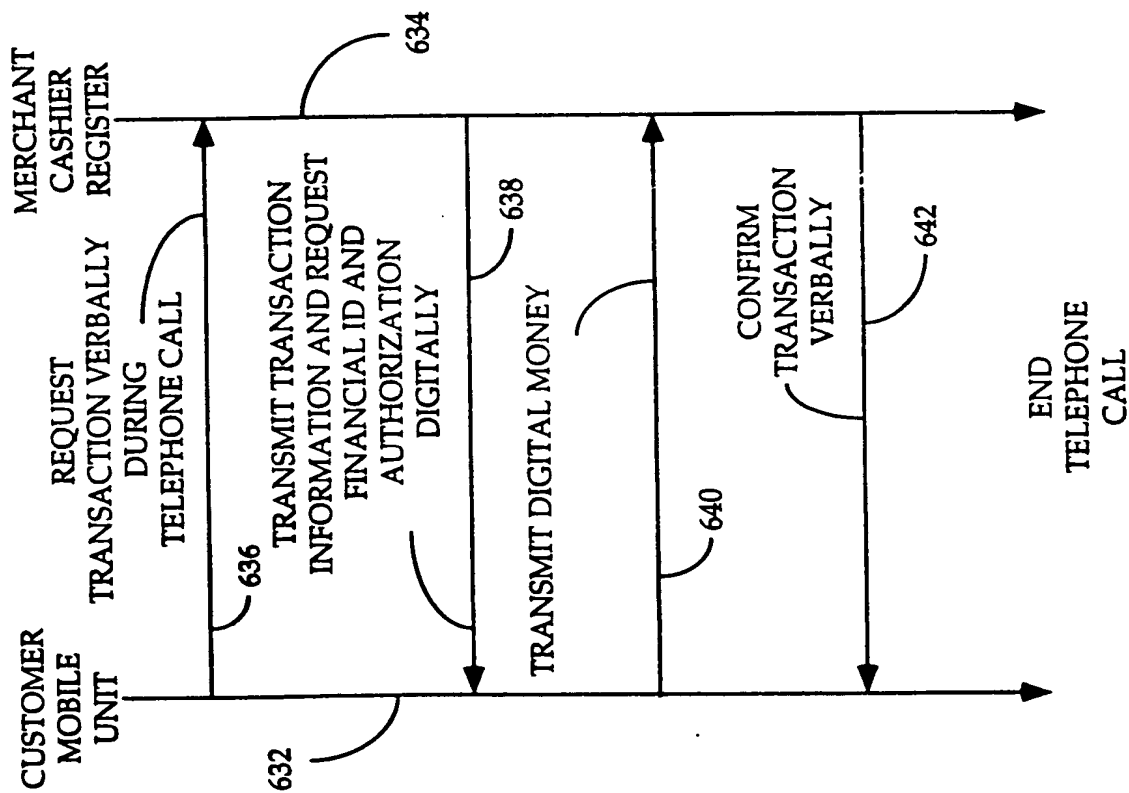 CUSTOMER
MOBILE
UNIT
632
MERCHANT
CASHIER
REGISTER
634
REQUEST
TRANSACTION VERBALLY
DURING
TELEPHONE CALL
636
TRANSMIT TRANSACTION
INFORMATION AND REQUEST
FINANCIAL ID AND
AUTHORIZATION
DIGITALLY
638
TRANSMIT DIGITAL MONEY
640
CONFIRM
TRANSACTION
VERBALLY
642
END
TELEPHONE
CALL